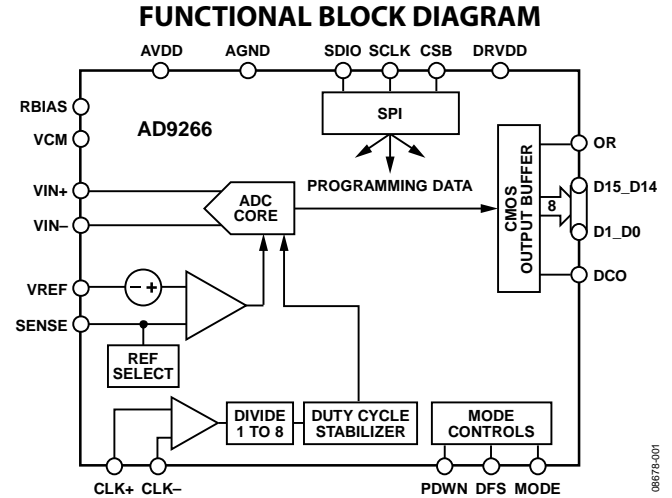 FUNCTIONAL BLOCK DIAGRAM
AVDD AGND SDIO SCLK CSB DRVDD
RBIAS
VCM
AD9266
SPI
PROGRAMMING DATA
VIN+
VIN–
ADC
CORE
CMOS
OUTPUT BUFFER
OR
D15_D14
8
D1_D0
DCO
VREF
– +
SENSE
REF
SELECT
DIVIDE
1 TO 8
DUTY CYCLE
STABILIZER
MODE
CONTROLS
CLK+ CLK– PDWN DFS MODE
08678-001